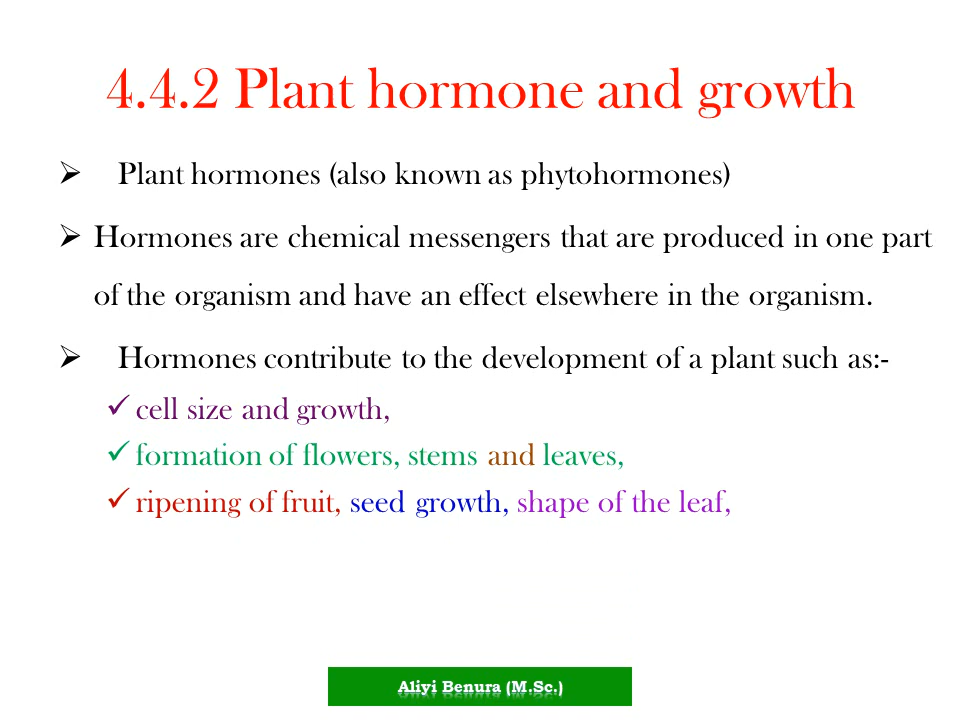 4.4.2 Plant hormone and growth
➢ Plant hormones (also known as phytohormones)
➢ Hormones are chemical messengers that are produced in one part
of the organism and have an effect elsewhere in the organism.
➢ Hormones contribute to the development of a plant such as:-
✓ cell size and growth,
✓ formation of flowers, stems and leaves,
✓ ripening of fruit, seed growth, shape of the leaf,
Aliyi Benura (M.Sc.)